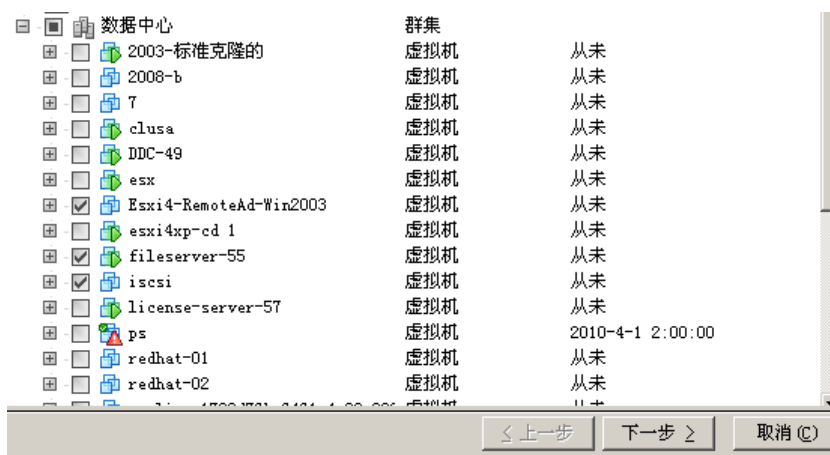 数据中心 群集
2003-标准克隆的 虚拟机 从未
2008-b 虚拟机 从未
7 虚拟机 从未
clusa 虚拟机 从未
DDC-49 虚拟机 从未
esx 虚拟机 从未
Esxi4-RemoteAd-Win2003 虚拟机 从未
esxi4xp-cd 1 虚拟机 从未
fileserver-55 虚拟机 从未
iscsi 虚拟机 从未
license-server-57 虚拟机 从未
ps 虚拟机 2010-4-1 2:00:00
redhat-01 虚拟机 从未
redhat-02 虚拟机 从未
≤ 上一步 下一步 ≥ 取消(C)